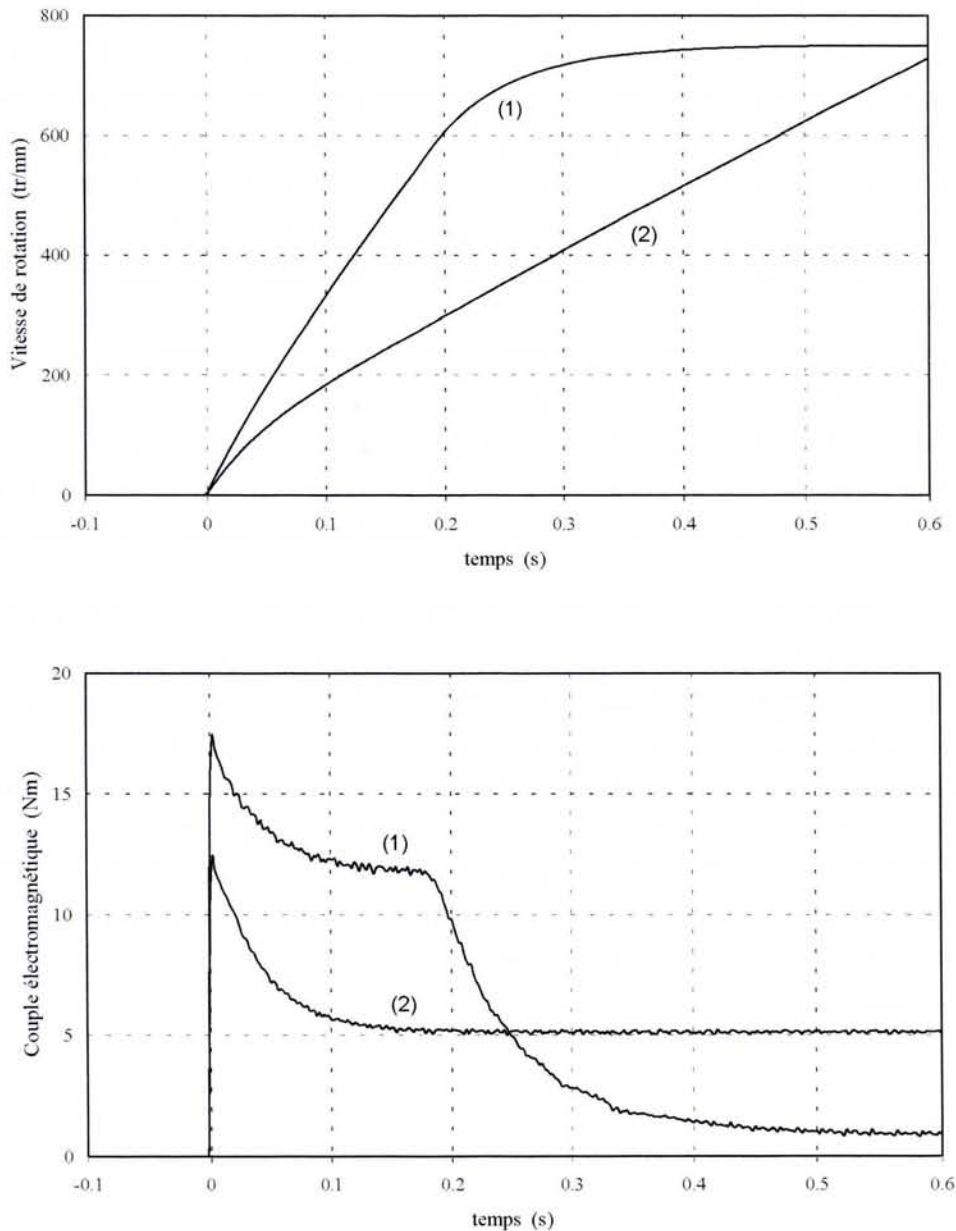 800
600
400
200
0
Vitesse de rotation (tr/mn)
(1)
(2)
-0.1 0 0.1 0.2 0.3 0.4 0.5 0.6
temps (s)
20
15
10
5
0
Couple électromagnétique (Nm)
(1)
(2)
-0.1 0 0.1 0.2 0.3 0.4 0.5 0.6
temps (s)